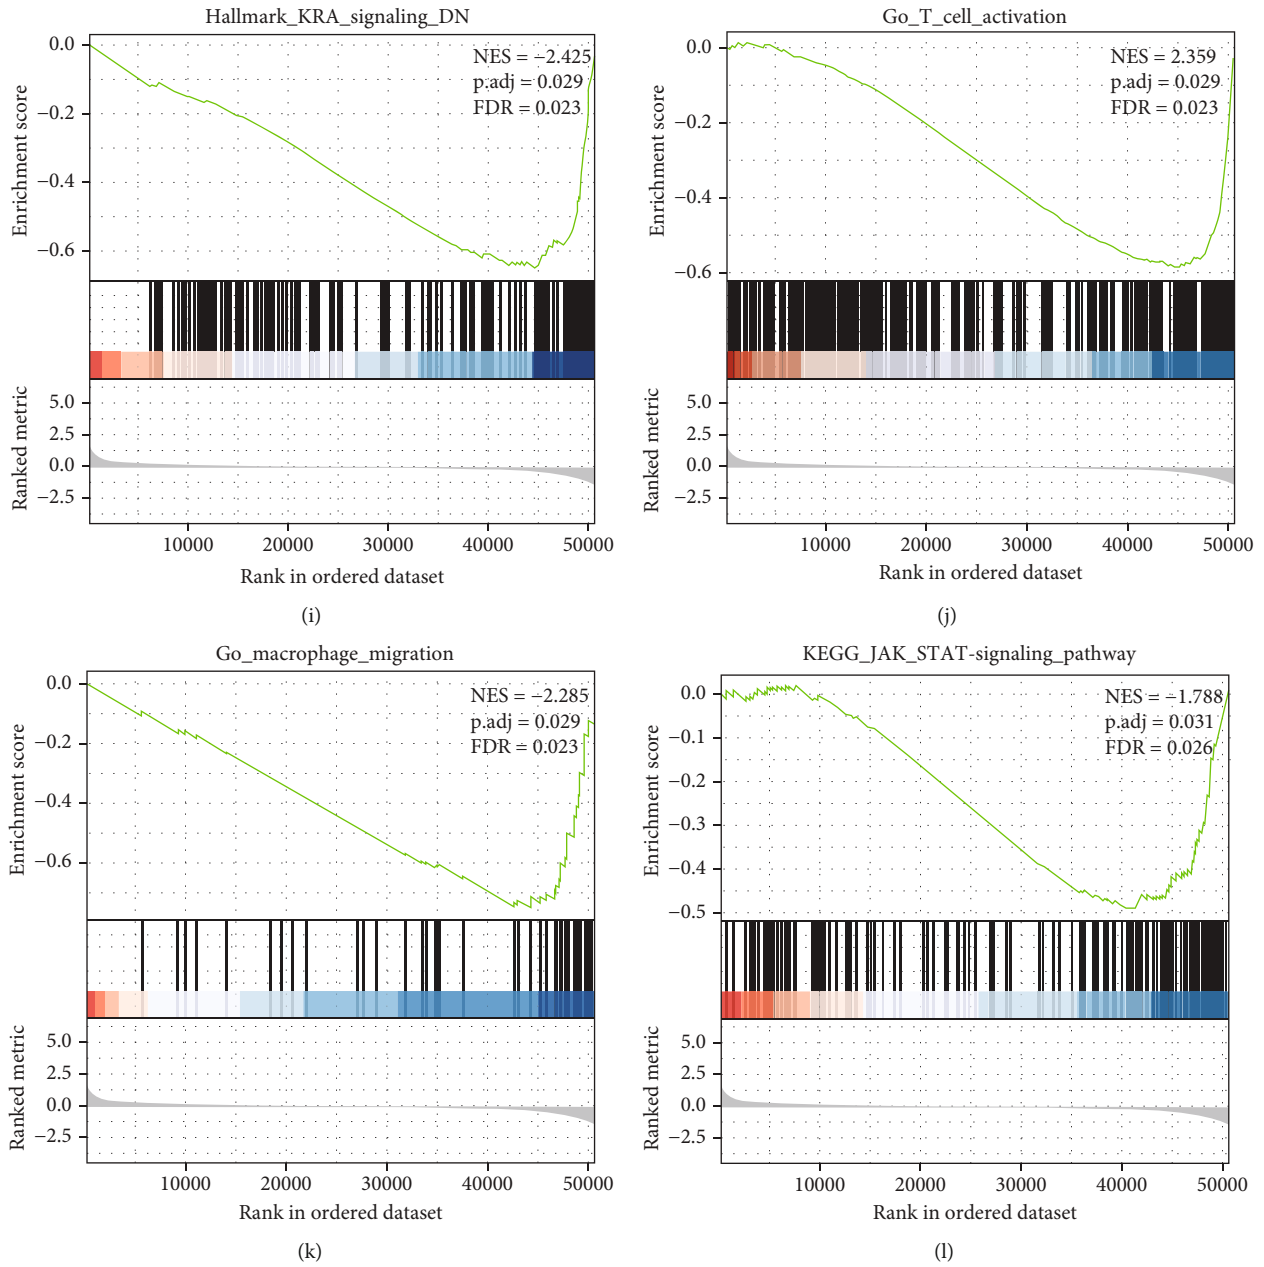 Hallmark_KRA_signaling_DN
NES = −2.425
p.adj = 0.029
FDR = 0.023
Enrichment score
0.0
−0.2
−0.4
−0.6
Ranked metric
5.0
2.5
0.0
−2.5
10000 20000 30000 40000 50000
Rank in ordered dataset
(i)
Go_T_cell_activation
NES = 2.359
p.adj = 0.029
FDR = 0.023
Enrichment score
0.0
−0.2
−0.4
−0.6
Ranked metric
5.0
2.5
0.0
−2.5
10000 20000 30000 40000 50000
Rank in ordered dataset
(j)
Go_macrophage_migration
NES = −2.285
p.adj = 0.029
FDR = 0.023
Enrichment score
0.0
−0.2
−0.4
−0.6
Ranked metric
5.0
2.5
0.0
−2.5
10000 20000 30000 40000 50000
Rank in ordered dataset
(k)
KEGG_JAK_STAT-signaling_pathway
NES = −1.788
p.adj = 0.031
FDR = 0.026
Enrichment score
0.0
−0.1
−0.2
−0.3
−0.4
−0.5
Ranked metric
5.0
2.5
0.0
−2.5
10000 20000 30000 40000 50000
Rank in ordered dataset
(l)